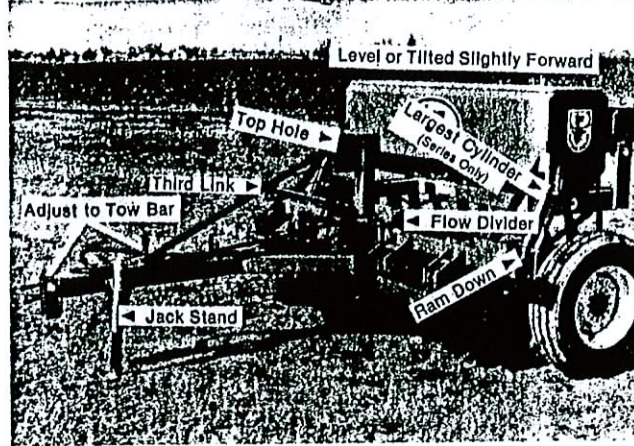 Level or Tilted Slightly Forward
Top Hole
Largest Cylinder
(Series Only)
Third Link
Adjust to Tow Bar
Flow Divider
Ram Down
Jack Stand